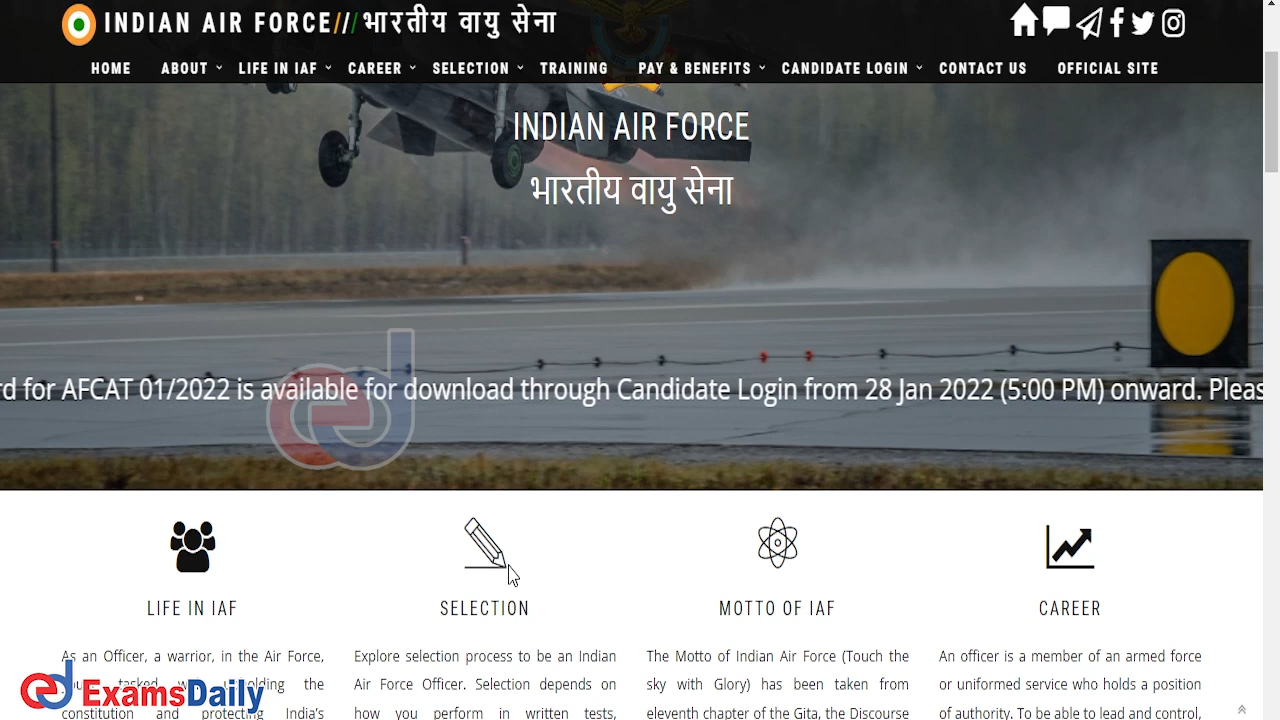 INDIAN AIR FORCE/// भारतीय वायु सेना
HOME ABOUT LIFE IN IAF CAREER SELECTION TRAINING PAY & BENEFITS CANDIDATE LOGIN CONTACT US OFFICIAL SITE
INDIAN AIR FORCE
भारतीय वायु सेना
rd for AFCAT 01/2022 is available for download through Candidate Login from 28 Jan 2022 (5:00 PM) onward. Pleas
ed
LIFE IN IAF
SELECTION
MOTTO OF IAF
CAREER
As an Officer, a warrior, in the Air Force,
the
constitution and protecting India's
Explore selection process to be an Indian
Air Force Officer. Selection depends on
how you perform in written tests,
The Motto of Indian Air Force (Touch the
sky with Glory) has been taken from
eleventh chapter of the Gita, the Discourse
An officer is a member of an armed force
or uniformed service who holds a position
of authority. To be able to lead and control,
ed ExamsDaily